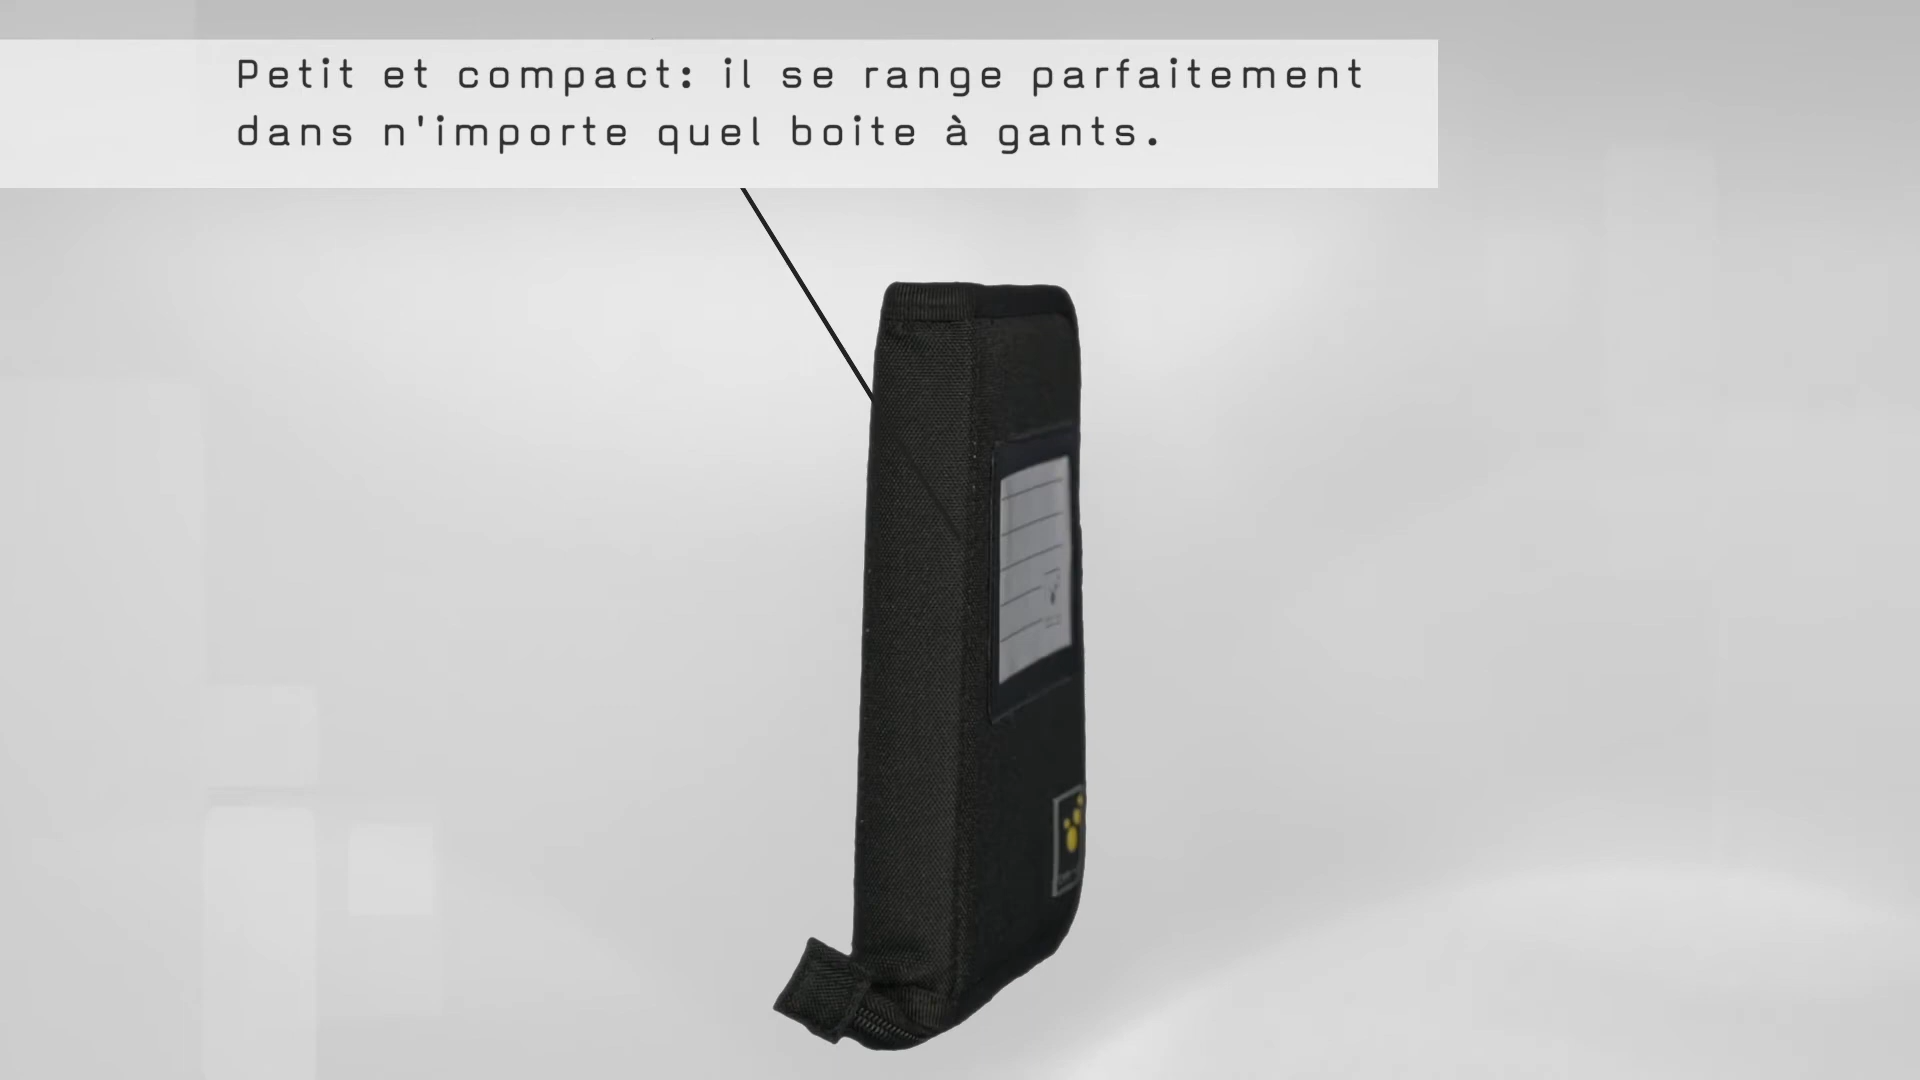 Petit et compact: il se range parfaitement
dans n'importe quel boite à gants.